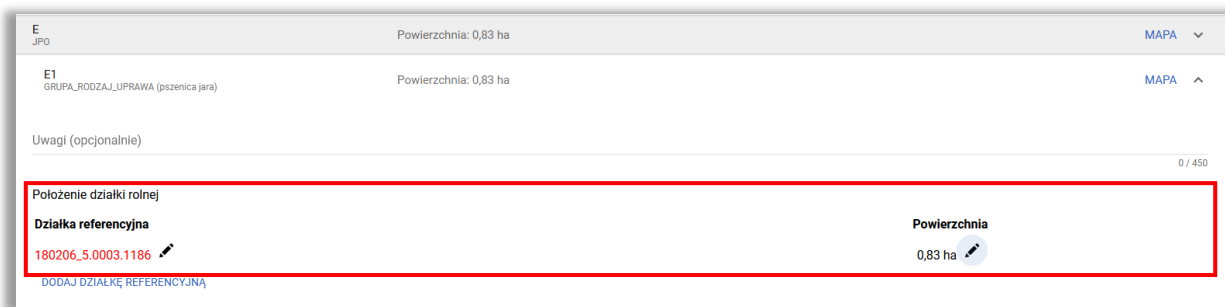 E
JPO
Powierzchnia: 0,83 ha
MAPA
E1
GRUPA_RODZAJ_UPRAWA (pszenica jara)
Powierzchnia: 0,83 ha
MAPA
Uwagi (opcjonalnie)
0 / 450
Położenie działki rolnej
Działka referencyjna
Powierzchnia
180206_5.0003.1186
0,83 ha
DODAJ DZIAŁKĘ REFERENCYJNĄ